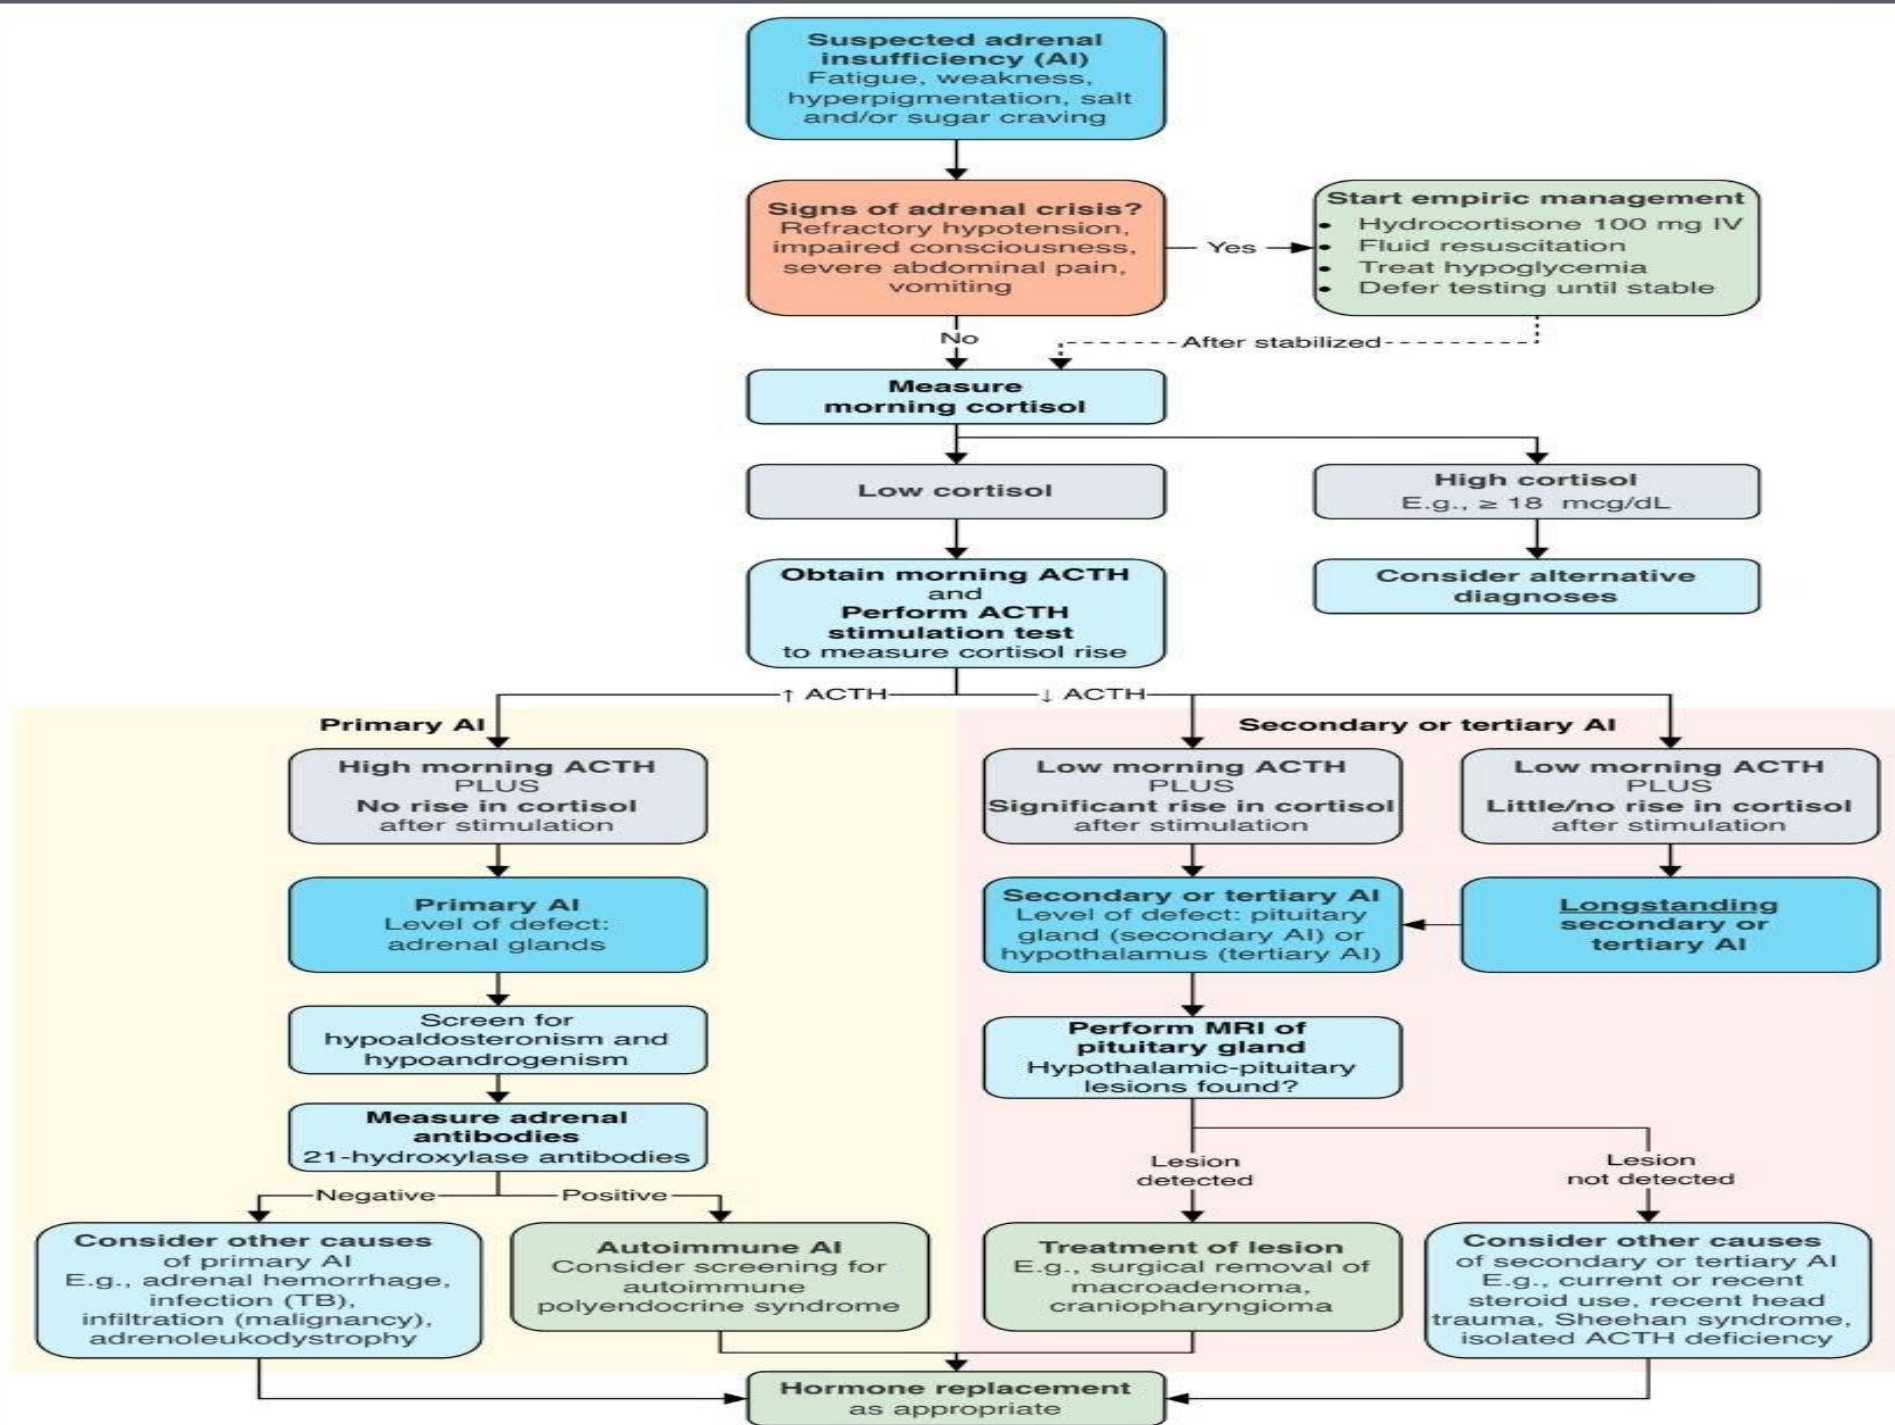 Suspected adrenal
insufficiency (AI)
Fatigue, weakness,
hyperpigmentation, salt
and/or sugar craving
Signs of adrenal crisis?
Refractory hypotension,
impaired consciousness,
severe abdominal pain,
vomiting
Yes
Start empiric management
• Hydrocortisone 100 mg IV
• Fluid resuscitation
• Treat hypoglycemia
• Defer testing until stable
No
After stabilized
Measure
morning cortisol
Low cortisol
High cortisol
E.g., ≥ 18 mcg/dL
Obtain morning ACTH
and
Perform ACTH
stimulation test
to measure cortisol rise
Consider alternative
diagnoses
↑ ACTH
↓ ACTH
Primary AI
High morning ACTH
PLUS
No rise in cortisol
after stimulation
Primary AI
Level of defect:
adrenal glands
Screen for
hypoaldosteronism and
hypoandrogenism
Measure adrenal
antibodies
21-hydroxylase antibodies
Negative
Positive
Consider other causes
of primary AI
E.g., adrenal hemorrhage,
infection (TB),
infiltration (malignancy),
adrenoleukodystrophy
Autoimmune AI
Consider screening for
autoimmune
polyendocrine syndrome
Secondary or tertiary AI
Low morning ACTH
PLUS
Significant rise in cortisol
after stimulation
Low morning ACTH
PLUS
Little/no rise in cortisol
after stimulation
Secondary or tertiary AI
Level of defect: pituitary
gland (secondary AI) or
hypothalamus (tertiary AI)
Longstanding
secondary or
tertiary AI
Perform MRI of
pituitary gland
Hypothalamic-pituitary
lesions found?
Lesion
detected
Lesion
not detected
Treatment of lesion
E.g., surgical removal of
macroadenoma,
craniopharyngioma
Consider other causes
of secondary or tertiary AI
E.g., current or recent
steroid use, recent head
trauma, Sheehan syndrome,
isolated ACTH deficiency
Hormone replacement
as appropriate